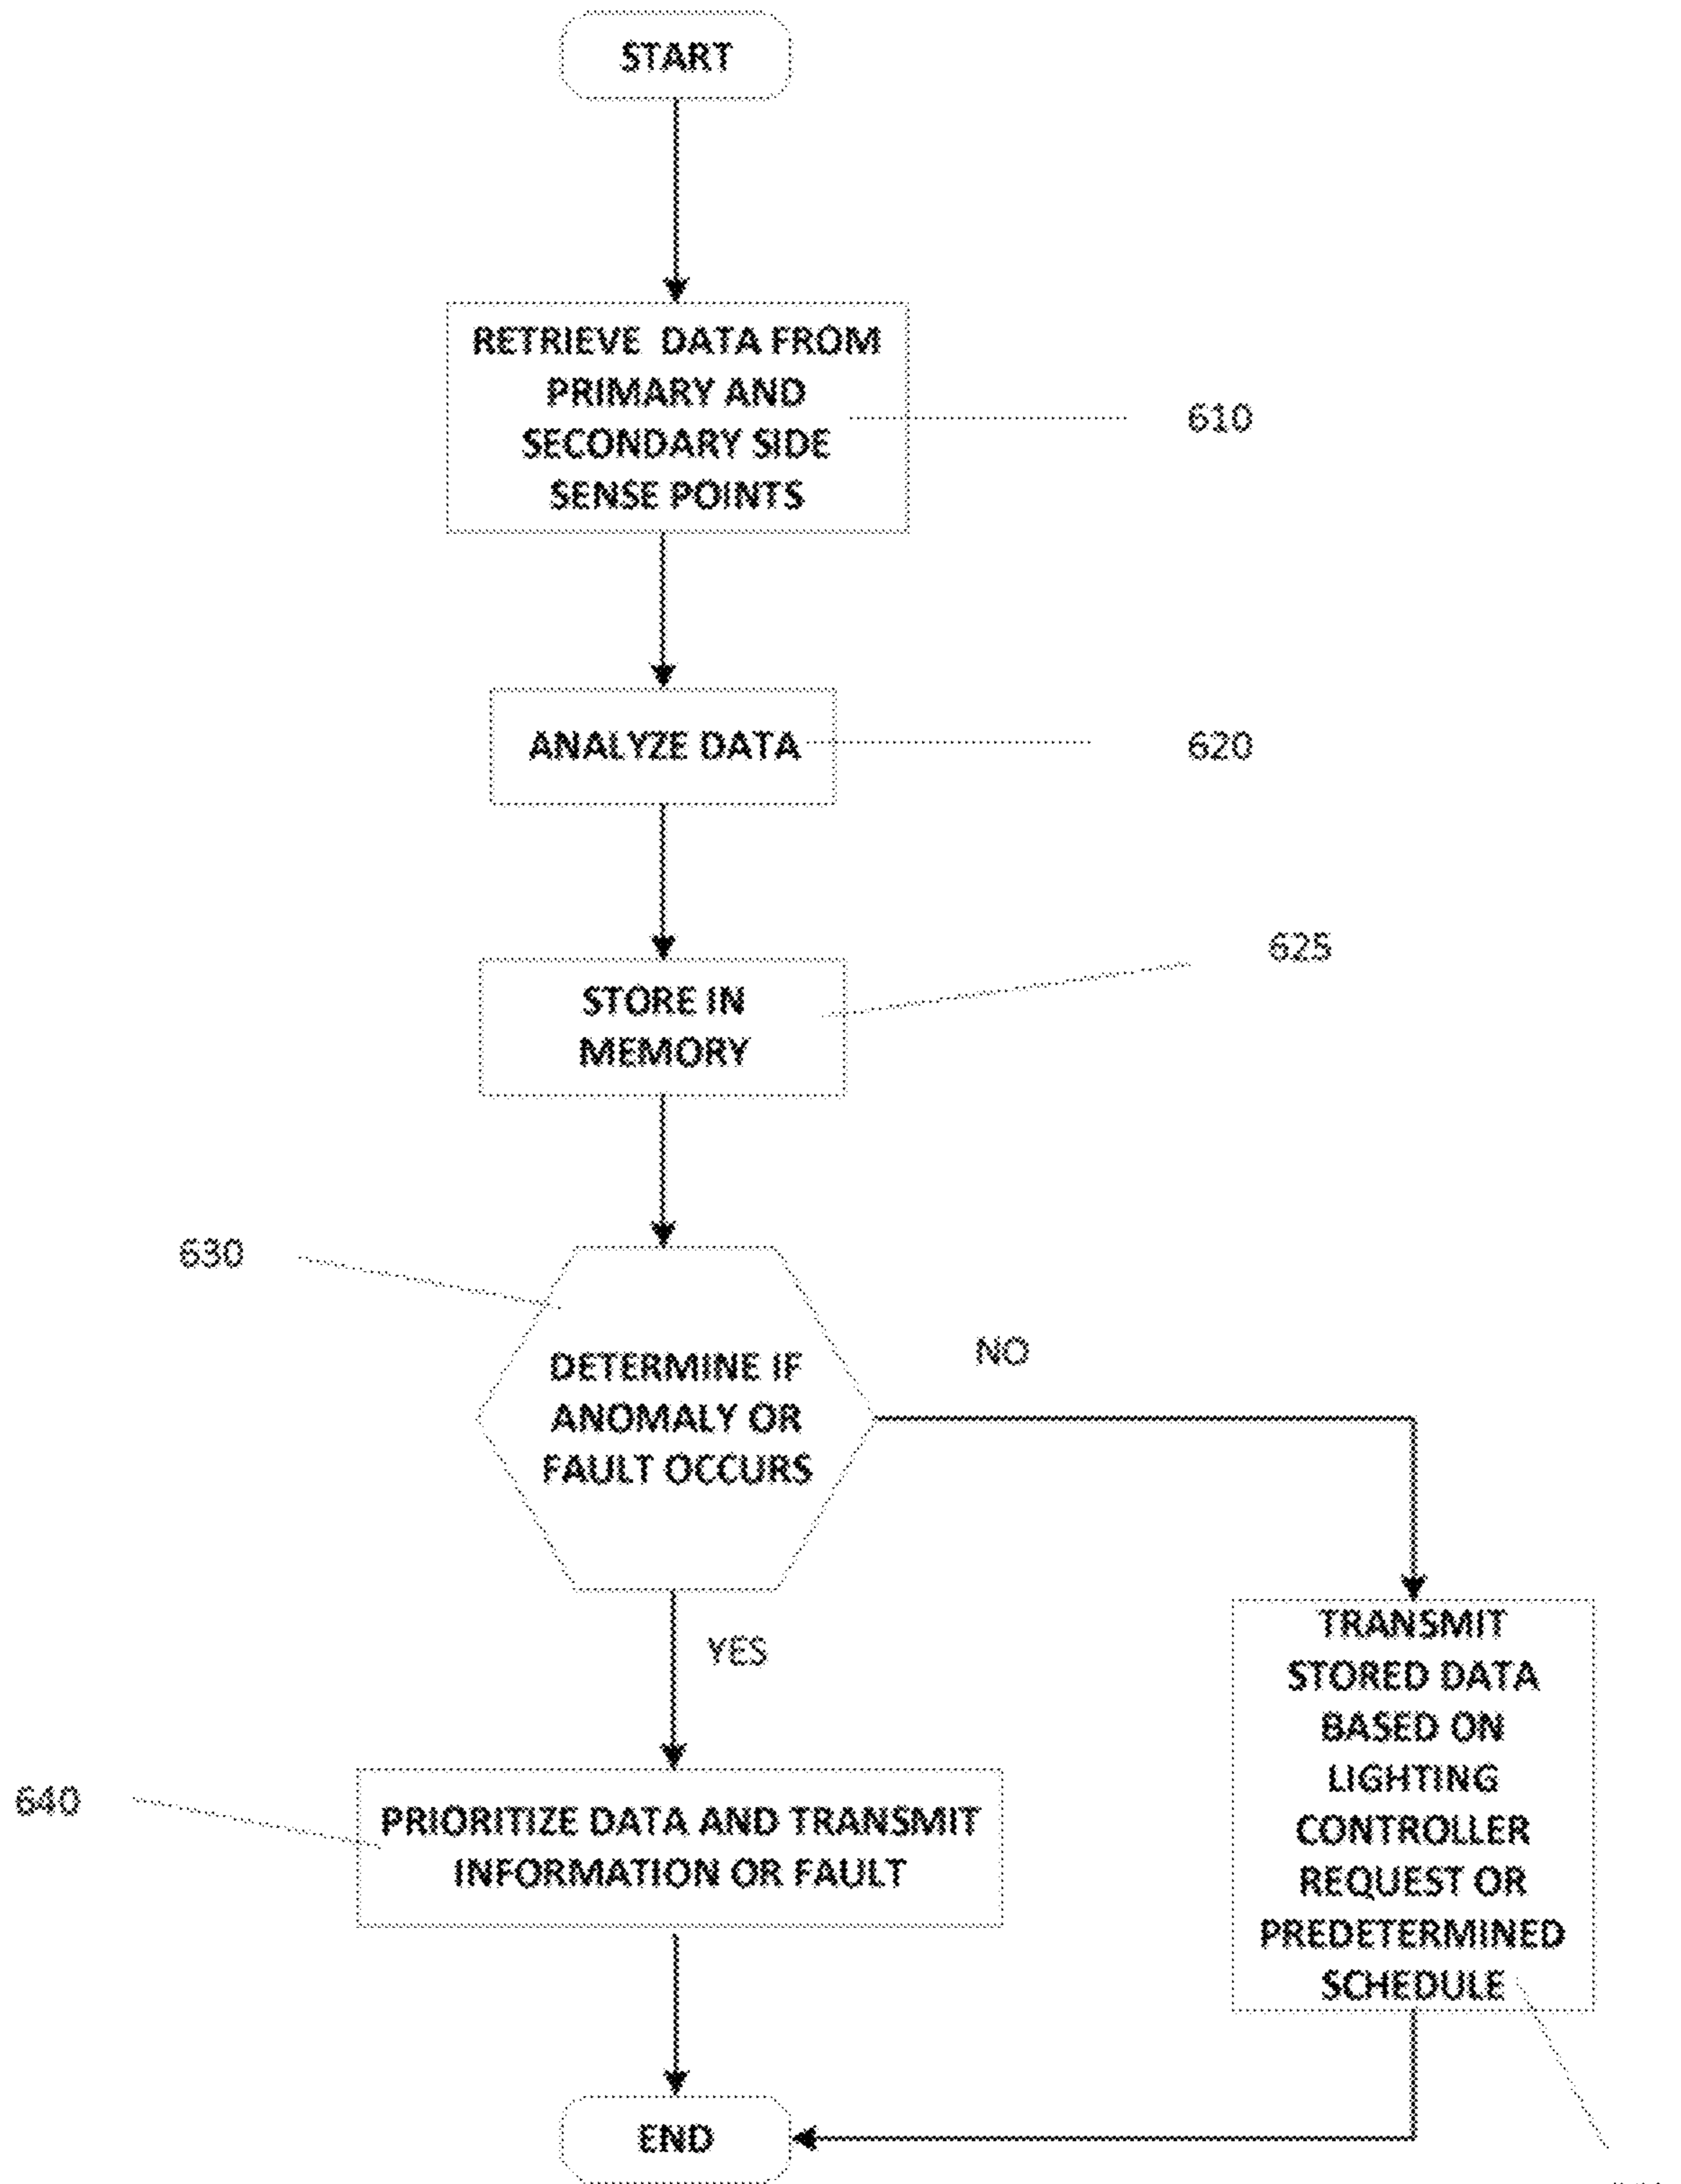 START
RETRIEVE DATA FROM
PRIMARY AND
SECONDARY SIDE
SENSE POINTS
610
ANALYZE DATA
620
STORE IN
MEMORY
625
630
DETERMINE IF
ANOMALY OR
FAULT OCCURS
NO
YES
TRANSMIT
STORED DATA
BASED ON
LIGHTING
CONTROLLER
REQUEST OR
PREDETERMINED
SCHEDULE
640
PRIORITIZE DATA AND TRANSMIT
INFORMATION OR FAULT
END